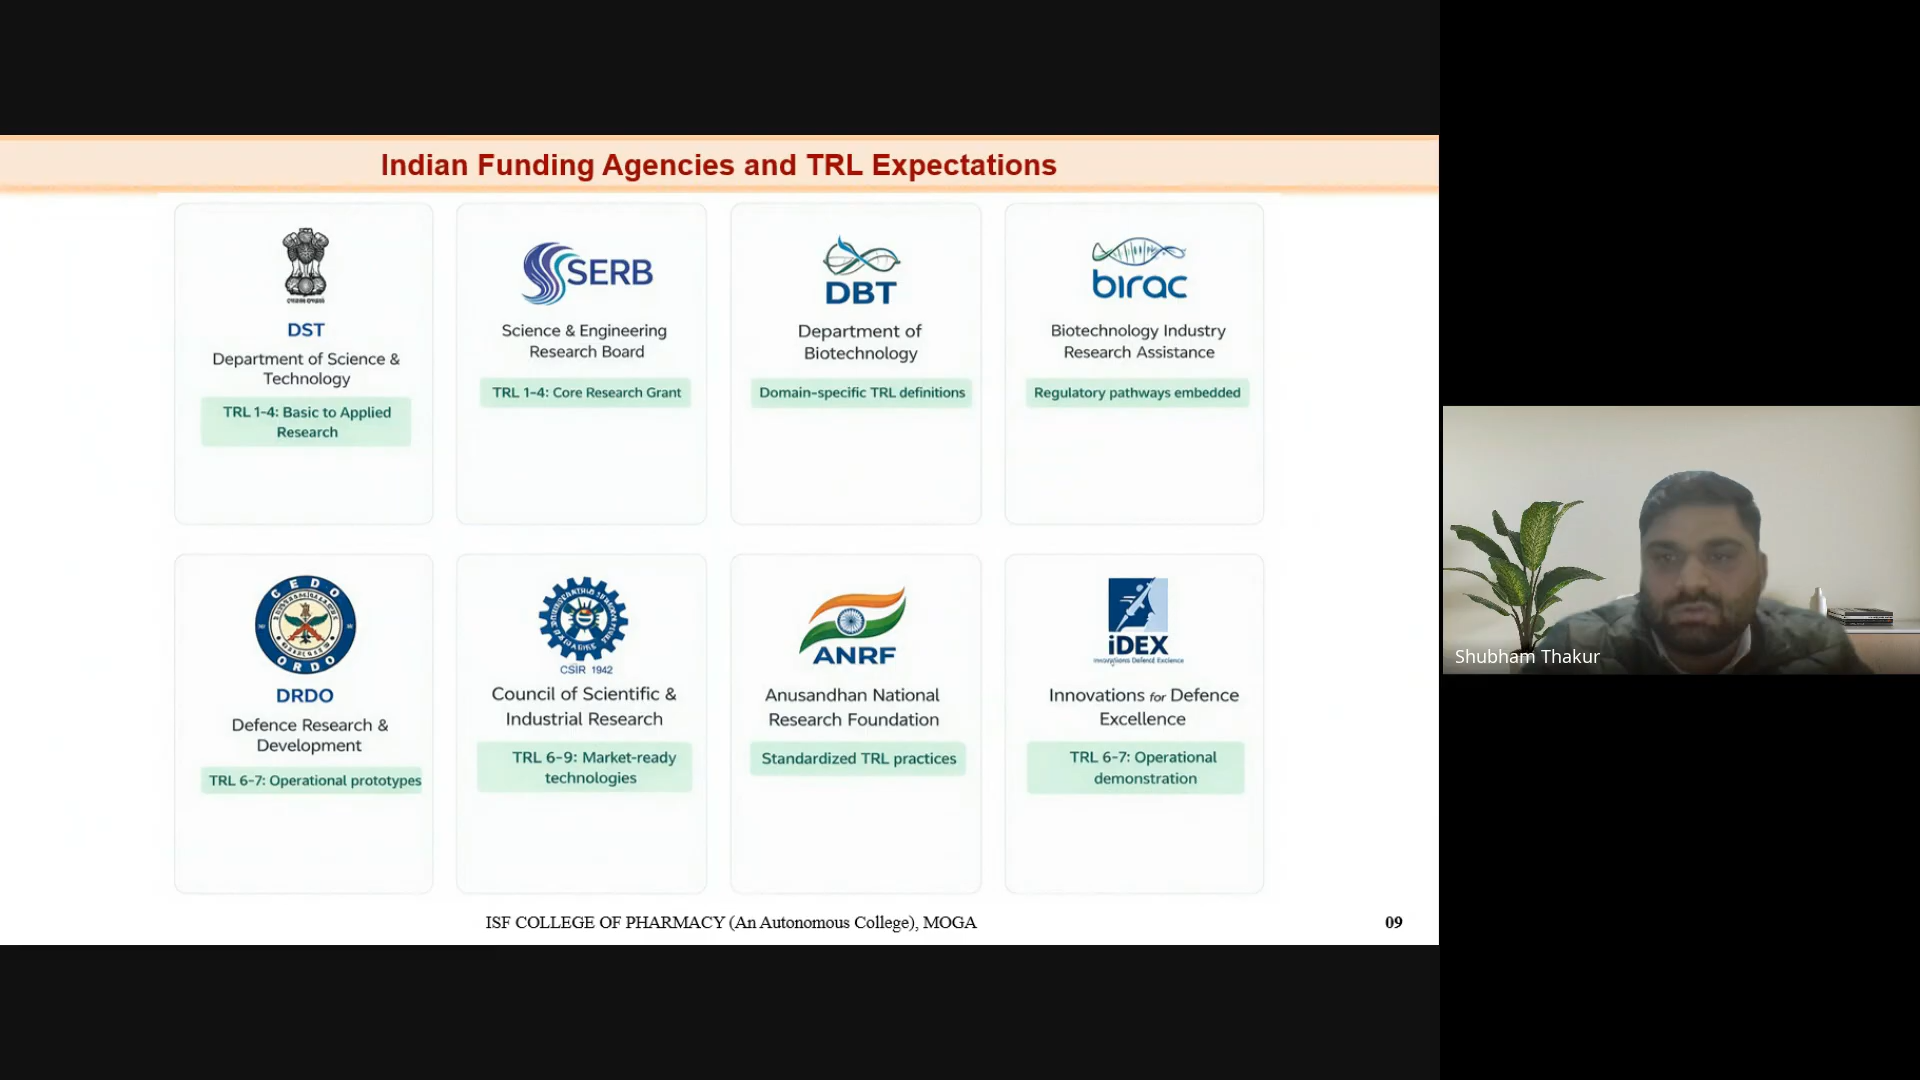 Indian Funding Agencies and TRL Expectations
DST
Department of Science &
Technology
TRL 1-4: Basic to Applied
Research
SERB
Science & Engineering
Research Board
TRL 1-4: Core Research Grant
DBT
Department of
Biotechnology
Domain-specific TRL definitions
birac
Biotechnology Industry
Research Assistance
Regulatory pathways embedded
DRDO
Defence Research &
Development
TRL 6-7: Operational prototypes
CSIR 1942
Council of Scientific &
Industrial Research
TRL 6-9: Market-ready
technologies
ANRF
Anusandhan National
Research Foundation
Standardized TRL practices
iDEX
Innovations for Defence
Excellence
TRL 6-7: Operational
demonstration
ISF COLLEGE OF PHARMACY (An Autonomous College), MOGA
09
Shubham Thakur